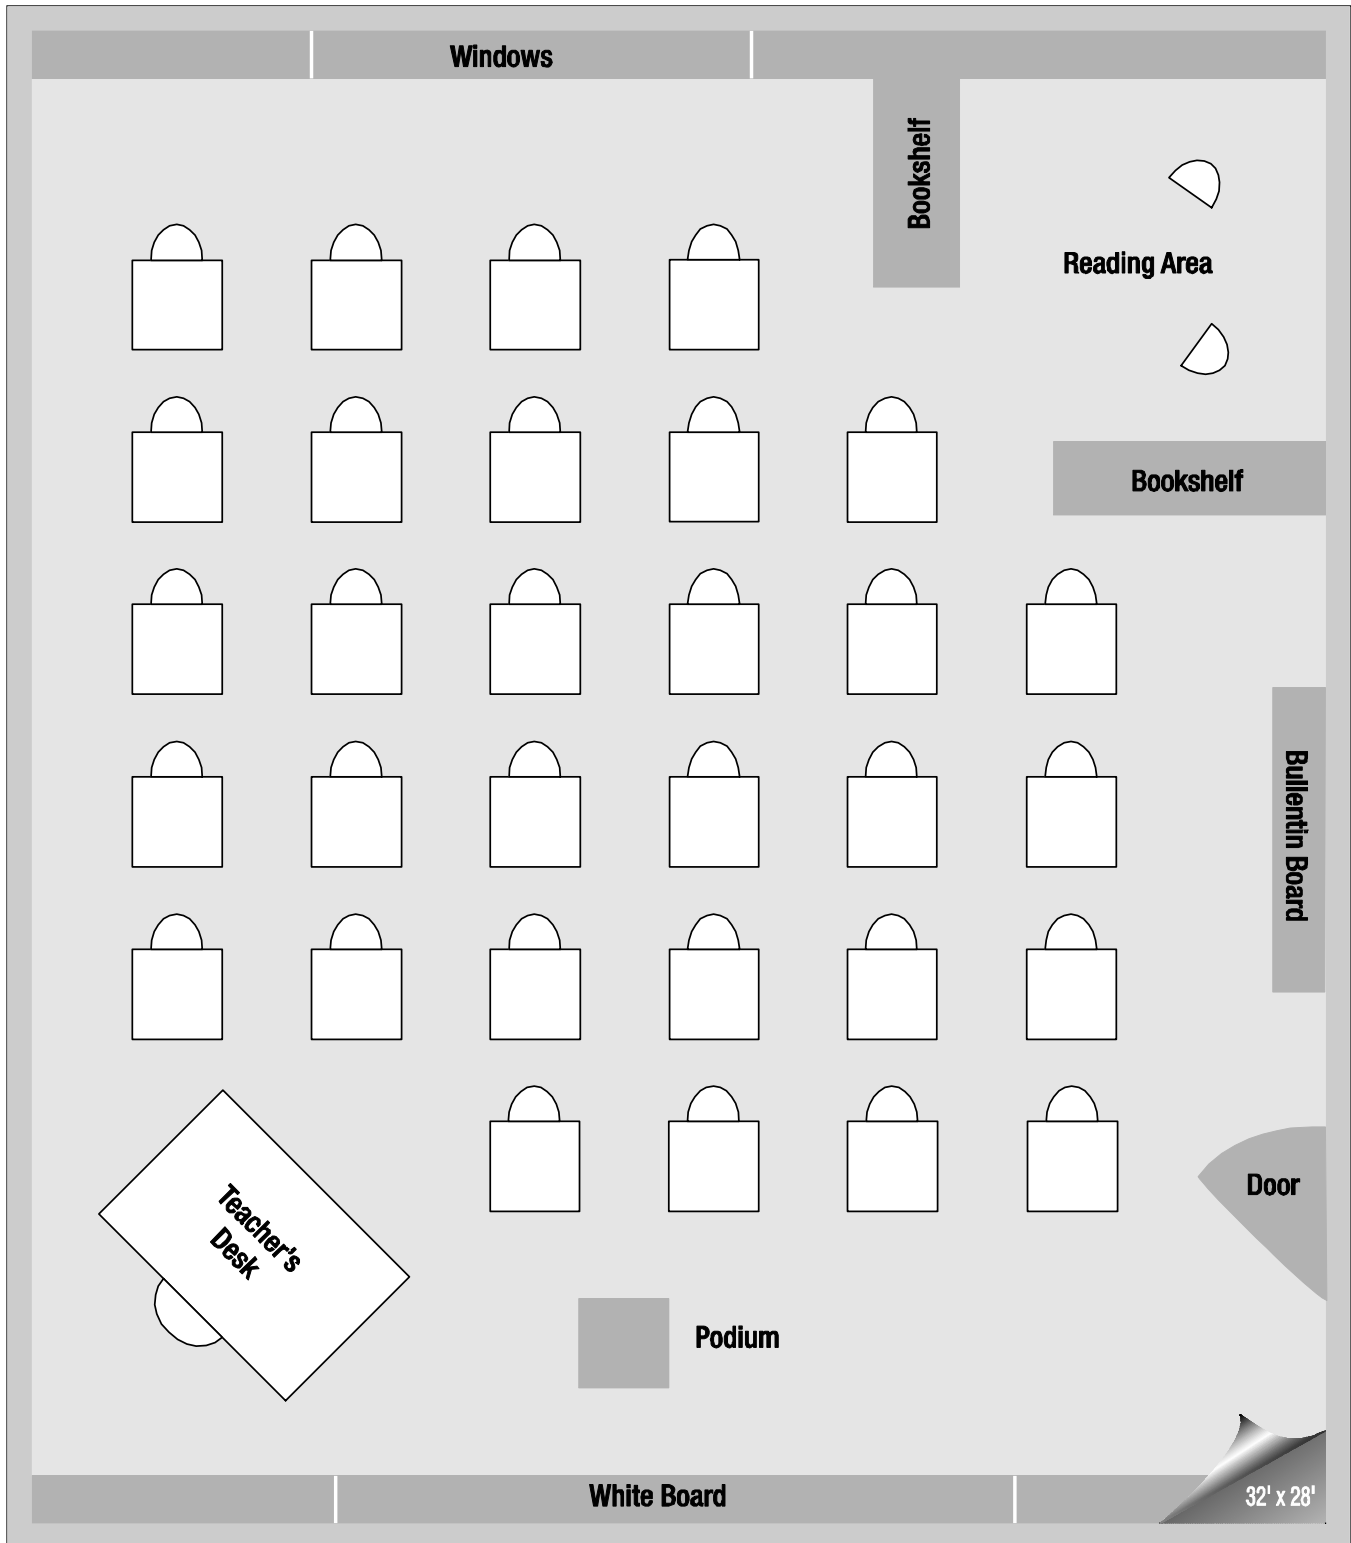 Windows
Bookshelf
Reading Area
Bookshelf
Bullentin Board
Door
Teacher's
Desk
Podium
White Board
32' x 28'